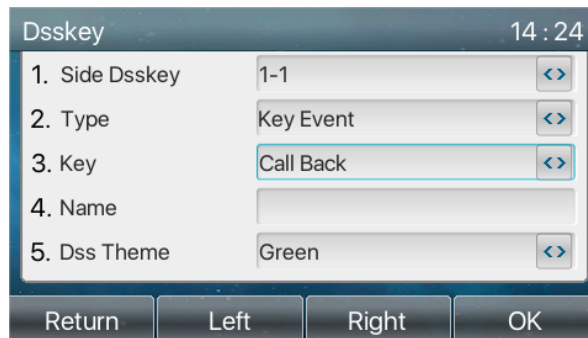 Dsskey 14:24
1. Side Dsskey 1-1
2. Type Key Event
3. Key Call Back
4. Name
5. Dss Theme Green
Return Left Right OK